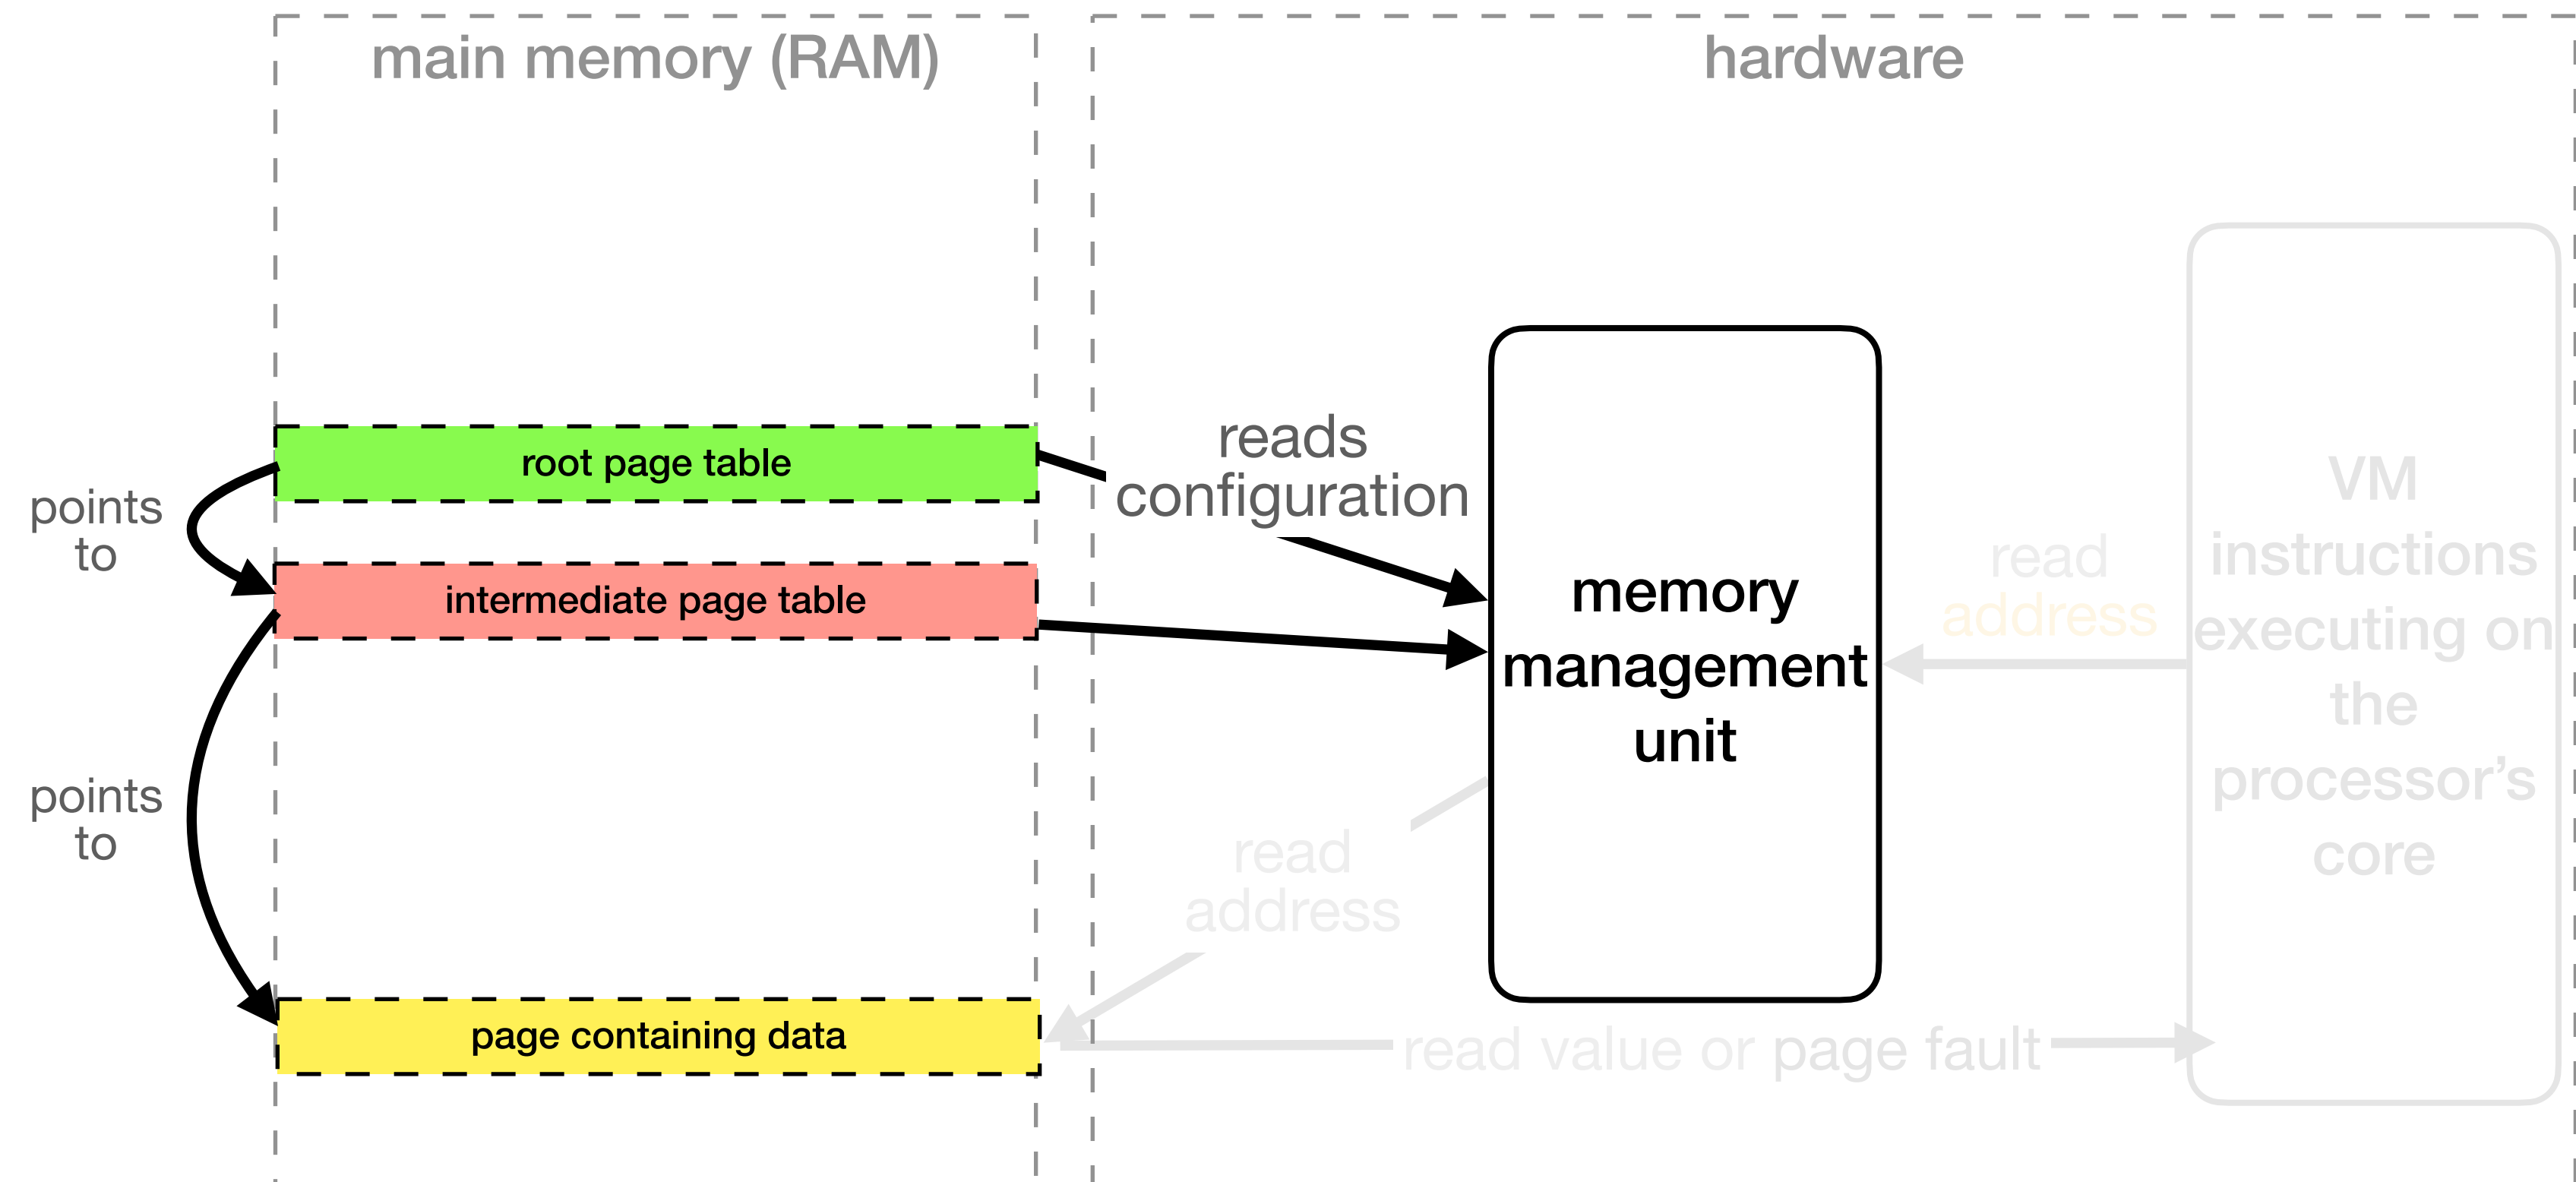 main memory (RAM)
hardware
root page table
points
to
intermediate page table
points
to
page containing data
reads
configuration
memory
management
unit
read
address
read
address
read value or page fault
VM
instructions
executing on
the
processor’s
core